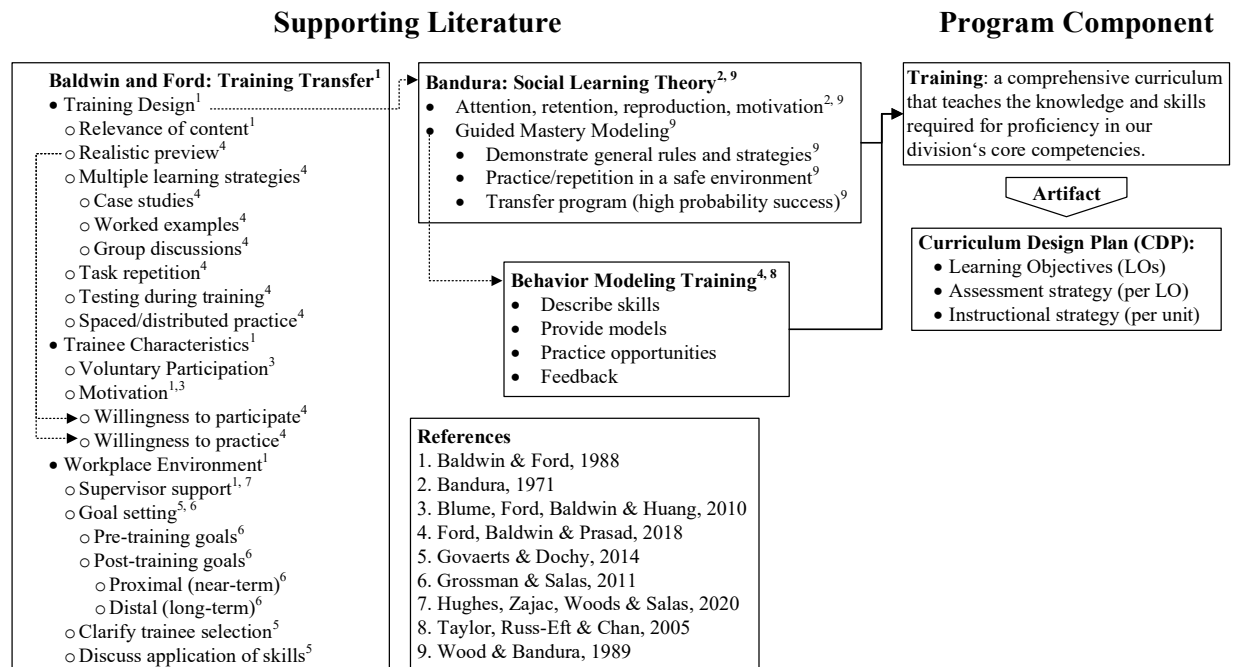 Supporting Literature
Program Component
Baldwin and Ford: Training Transfer1
• Training Design1
o Relevance of content1
o Realistic preview4
o Multiple learning strategies4
o Case studies4
o Worked examples4
o Group discussions4
o Task repetition4
o Testing during training4
o Spaced/distributed practice4
• Trainee Characteristics1
o Voluntary Participation3
o Motivation1,3
o Willingness to participate4
o Willingness to practice4
• Workplace Environment1
o Supervisor support1, 7
o Goal setting5, 6
o Pre-training goals6
o Post-training goals6
o Proximal (near-term)6
o Distal (long-term)6
o Clarify trainee selection5
o Discuss application of skills5
Bandura: Social Learning Theory2, 9
• Attention, retention, reproduction, motivation2, 9
• Guided Mastery Modeling9
• Demonstrate general rules and strategies9
• Practice/repetition in a safe environment9
• Transfer program (high probability success)9
Behavior Modeling Training4, 8
• Describe skills
• Provide models
• Practice opportunities
• Feedback
References
1. Baldwin & Ford, 1988
2. Bandura, 1971
3. Blume, Ford, Baldwin & Huang, 2010
4. Ford, Baldwin & Prasad, 2018
5. Govaerts & Dochy, 2014
6. Grossman & Salas, 2011
7. Hughes, Zajac, Woods & Salas, 2020
8. Taylor, Russ-Eft & Chan, 2005
9. Wood & Bandura, 1989
Training: a comprehensive curriculum
that teaches the knowledge and skills
required for proficiency in our
division‘s core competencies.
Artifact
Curriculum Design Plan (CDP):
• Learning Objectives (LOs)
• Assessment strategy (per LO)
• Instructional strategy (per unit)